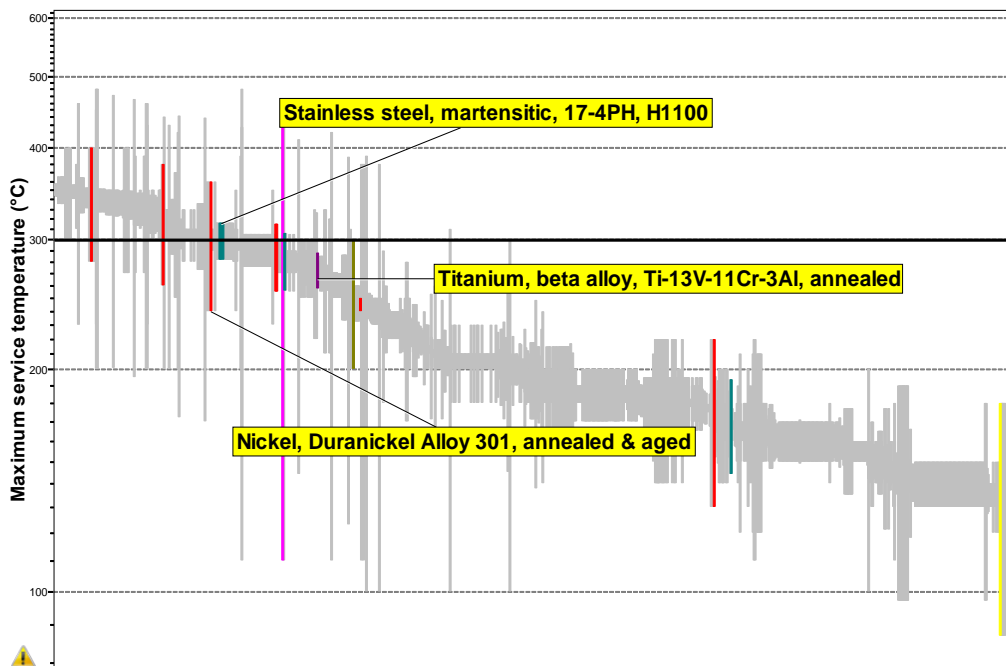 600
500
Stainless steel, martensitic, 17-4PH, H1100
400
300
Titanium, beta alloy, Ti-13V-11Cr-3Al, annealed
200
Nickel, Duranickel Alloy 301, annealed & aged
100
Maximum service temperature (°C)